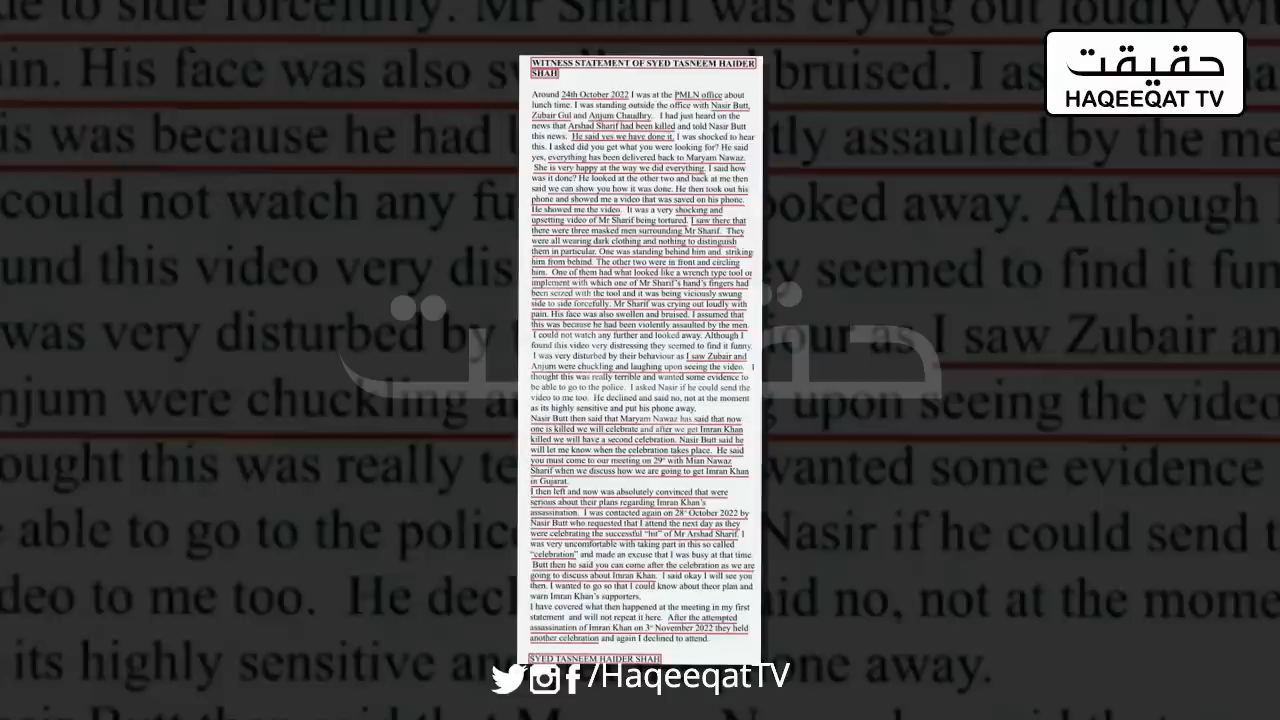 حقیقت
HAQEEQAT TV
WITNESS STATEMENT OF SYED TASNEEM HAIDER
SHAH
Around 24th October 2022 I was at the PMLN office about
lunch time. I was standing outside the office with Nasir Butt,
Zubair Gul and Anjum Chaudhry. I had just heard on the
news that Arshad Sharif had been killed and told Nasir Butt
this news. He said yes we have done it. I was shocked to hear
this. I asked did you get what you were looking for? He said
yes, everything has been delivered back to Maryam Nawaz.
She is very happy at the way we did everything. I said how
was it done? He looked at the other two and back at me then
said we can show you how it was done. He then took out his
phone and showed me a video that was saved on his phone.
He showed me the video. It was a very shocking and
upsetting video of Mr Sharif being tortured. I saw there that
there were three masked men surrounding Mr Sharif. They
were all wearing dark clothing and nothing to distinguish
them in particular. One was standing behind him and striking
him from behind. The other two were in front and circling
him. One of them had what looked like a wrench type tool or
implement with which one of Mr Sharif's hand's fingers had
been seized with the tool and it was being viciously swung
side to side forcefully. Mr Sharif was crying out loudly with
pain. His face was also swollen and bruised. I assumed that
this was because he had been violently assaulted by the men.
I could not watch any further and looked away. Although I
found this video very distressing they seemed to find it funny.
I was very disturbed by their behaviour as I saw Zubair and
Anjum were chuckling and laughing upon seeing the video. I
thought this was really terrible and wanted some evidence to
be able to go to the police. I asked Nasir if he could send the
video to me too. He declined and said no, not at the moment
as its highly sensitive and put his phone away.
Nasir Butt then said that Maryam Nawaz has said that now
one is killed we will celebrate and after we get Imran Khan
killed we will have a second celebration. Nasir Butt said he
will let me know when the celebration takes place. He said
you must come to our meeting on 29th with Mian Nawaz
Sharif when we discuss how we are going to get Imran Khan
in Gujarat.
I then left and now was absolutely convinced that were
serious about their plans regarding Imran Khan's
assassination. I was contacted again on 28th October 2022 by
Nasir Butt who requested that I attend the next day as they
were celebrating the successful "hit" of Mr Arshad Sharif. I
was very uncomfortable with taking part in this so called
"celebration" and made an excuse that I was busy at that time.
Butt then he said you can come after the celebration as we are
going to discuss about Imran Khan. I said okay I will see you
then. I wanted to go so that I could know about theor plan and
warn Imran Khan's supporters.
I have covered what then happened at the meeting in my first
statement and will not repeat it here. After the attempted
assassination of Imran Khan on 3rd November 2022 they held
another celebration and again I declined to attend.
SYED TASNEEM HAIDER SHAH
/HaqeeqatTV